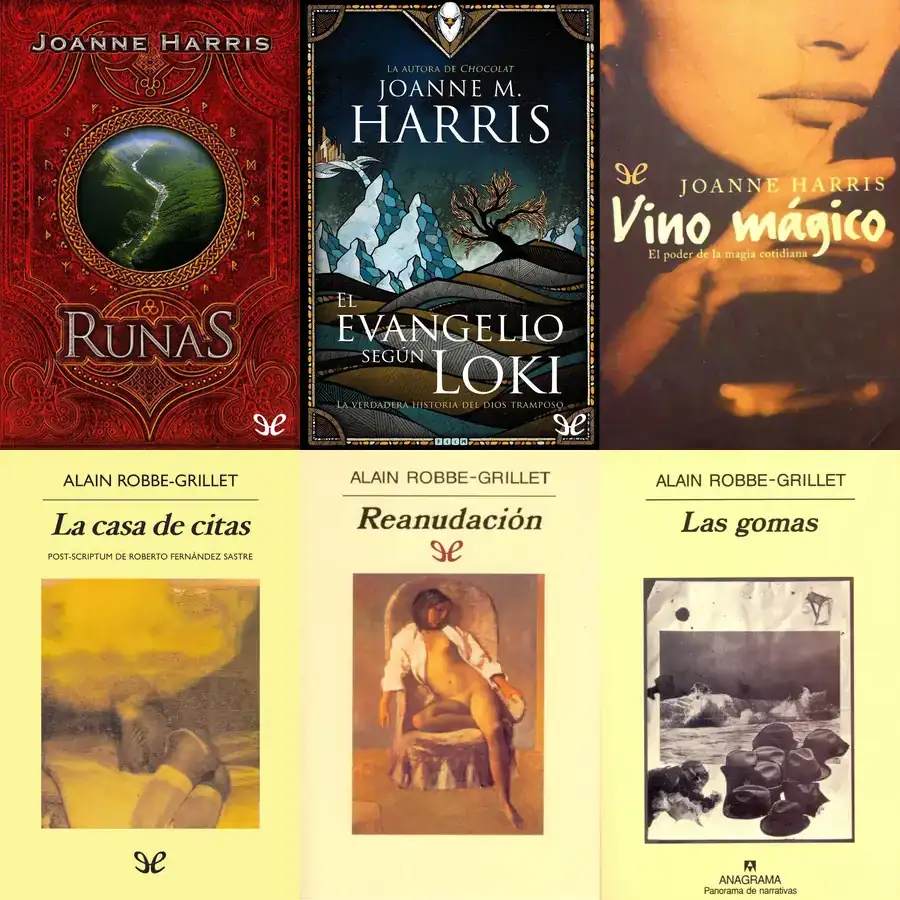 JOANNE HARRIS
RUNAS
LA AUTORA DE CHOCOLAT
JOANNE M.
HARRIS
EL
EVANGELIO
SEGÚN
LOKI
LA VERDADERA HISTORIA DEL DIOS TRAMPOSO
JOANNE HARRIS
Vino mágico
El poder de la magia cotidiana
ALAIN ROBBE-GRILLET
La casa de citas
POST-SCRIPTUM DE ROBERTO FERNÁNDEZ SASTRE
ALAIN ROBBE-GRILLET
Reanudación
ALAIN ROBBE-GRILLET
Las gomas
ANAGRAMA
Panorama de narrativas